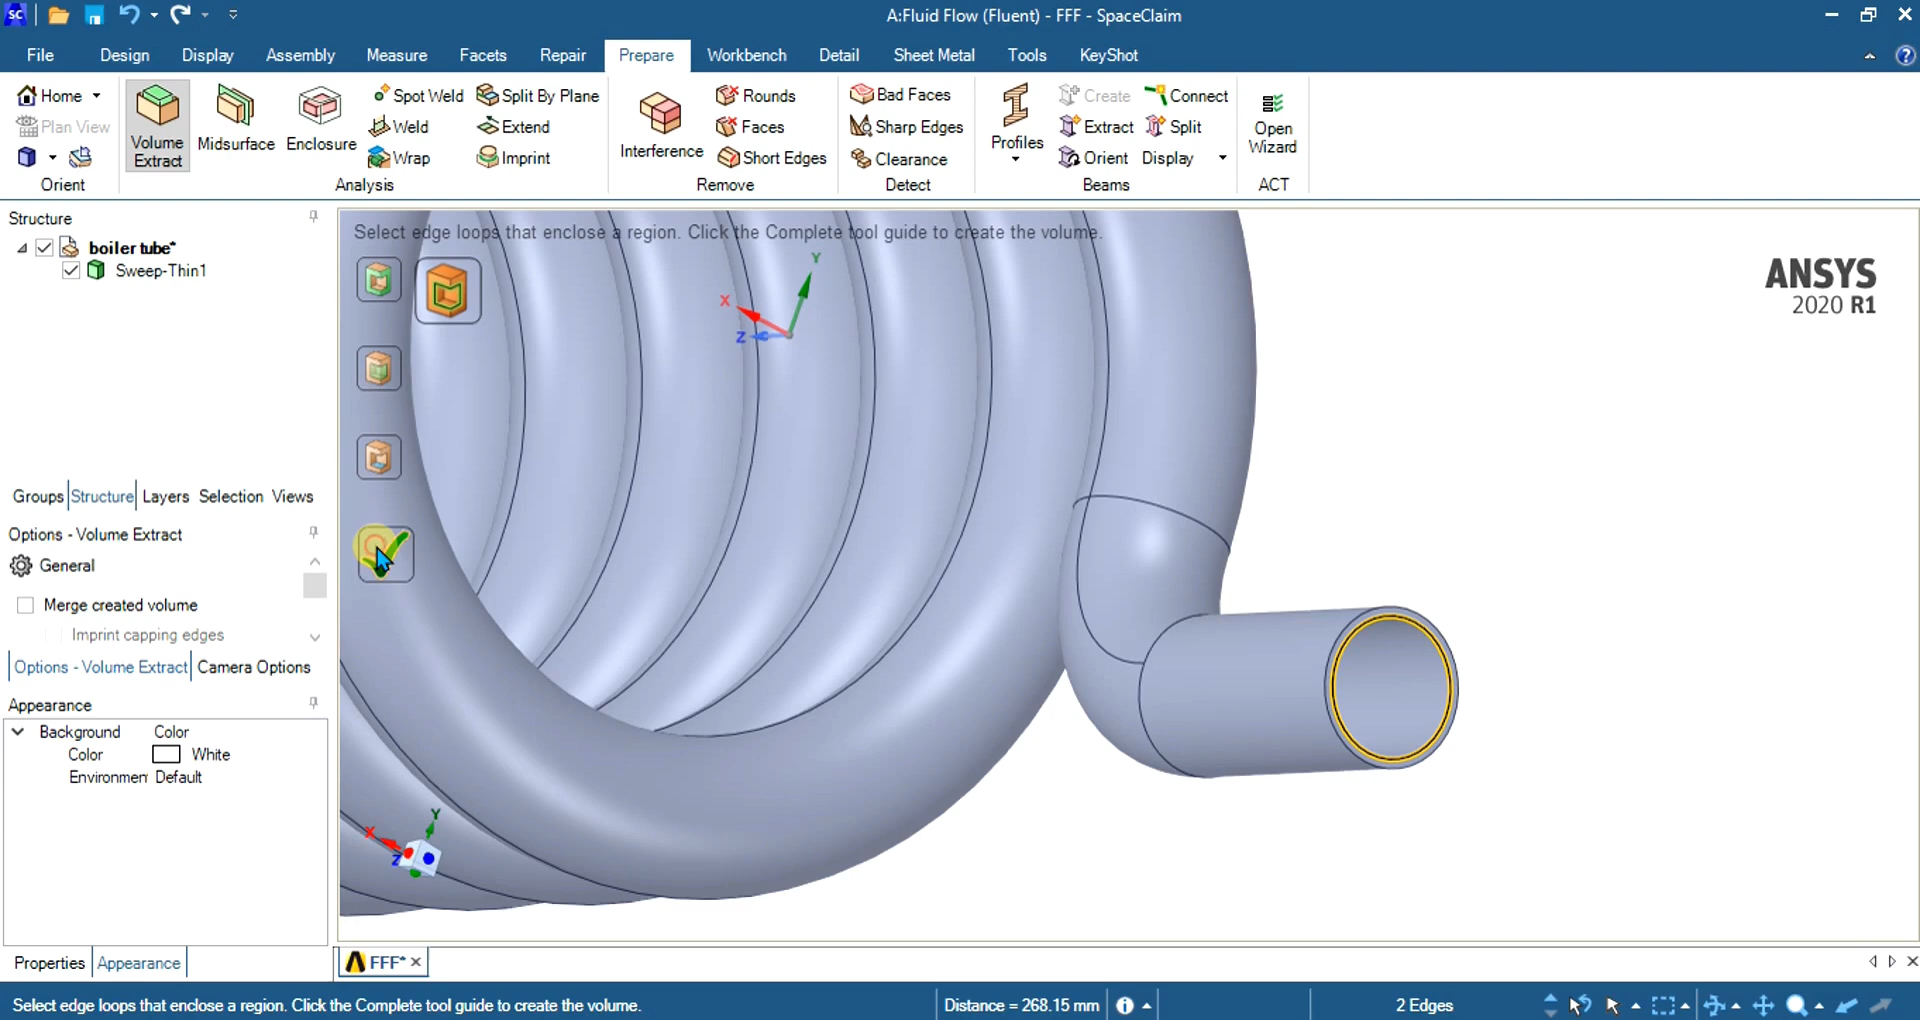 SC
A:Fluid Flow (Fluent) - FFF - SpaceClaim
File Design Display Assembly Measure Facets Repair Prepare Workbench Detail Sheet Metal Tools KeyShot
Home
Plan View
Orient
Volume Extract
Midsurface
Enclosure
Spot Weld
Weld
Wrap
Split By Plane
Extend
Imprint
Analysis
Interference
Rounds
Faces
Short Edges
Remove
Bad Faces
Sharp Edges
Clearance
Detect
Profiles
Create
Extract
Orient
Connect
Split
Display
Beams
Open Wizard
ACT
Structure
boiler tube*
Sweep-Thin1
Groups Structure Layers Selection Views
Options - Volume Extract
General
Merge created volume
Imprint capping edges
Options - Volume Extract Camera Options
Appearance
Background Color
Color White
Environmen Default
Properties Appearance
Select edge loops that enclose a region. Click the Complete tool guide to create the volume.
Y
X
Z
ANSYS
2020 R1
Y
X
Z
FFF*
Select edge loops that enclose a region. Click the Complete tool guide to create the volume.
Distance = 268.15 mm
2 Edges